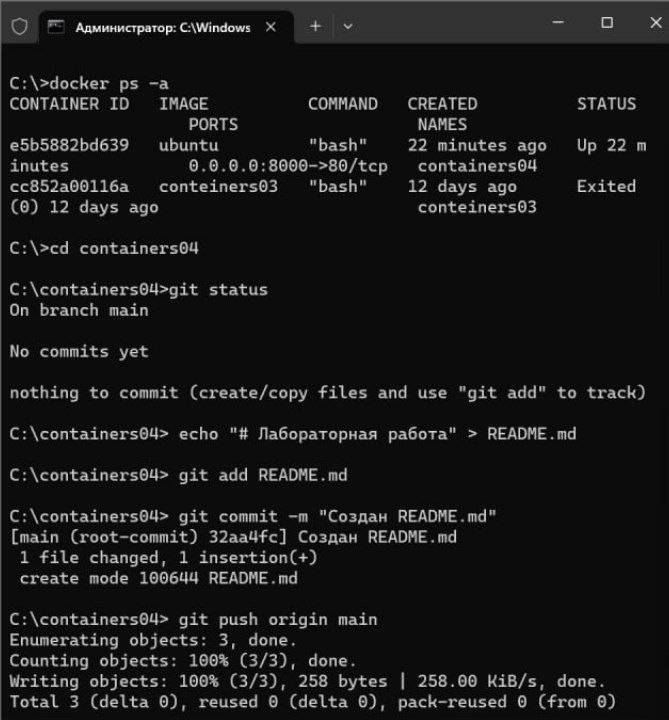 Администратор: C:\Windows
C:\>docker ps -a
CONTAINER ID   IMAGE          COMMAND   CREATED          STATUS
                  PORTS                  NAMES
e5b5882bd639   ubuntu         "bash"    22 minutes ago   Up 22 m
inutes            0.0.0.0:8000->80/tcp   containers04
cc852a00116a   conteiners03   "bash"    12 days ago      Exited
(0) 12 days ago                          conteiners03
C:\>cd containers04
C:\containers04>git status
On branch main
No commits yet
nothing to commit (create/copy files and use "git add" to track)
C:\containers04> echo "# Лабораторная работа" > README.md
C:\containers04> git add README.md
C:\containers04> git commit -m "Создан README.md"
[main (root-commit) 32aa4fc] Создан README.md
 1 file changed, 1 insertion(+)
 create mode 100644 README.md
C:\containers04> git push origin main
Enumerating objects: 3, done.
Counting objects: 100% (3/3), done.
Writing objects: 100% (3/3), 258 bytes | 258.00 KiB/s, done.
Total 3 (delta 0), reused 0 (delta 0), pack-reused 0 (from 0)